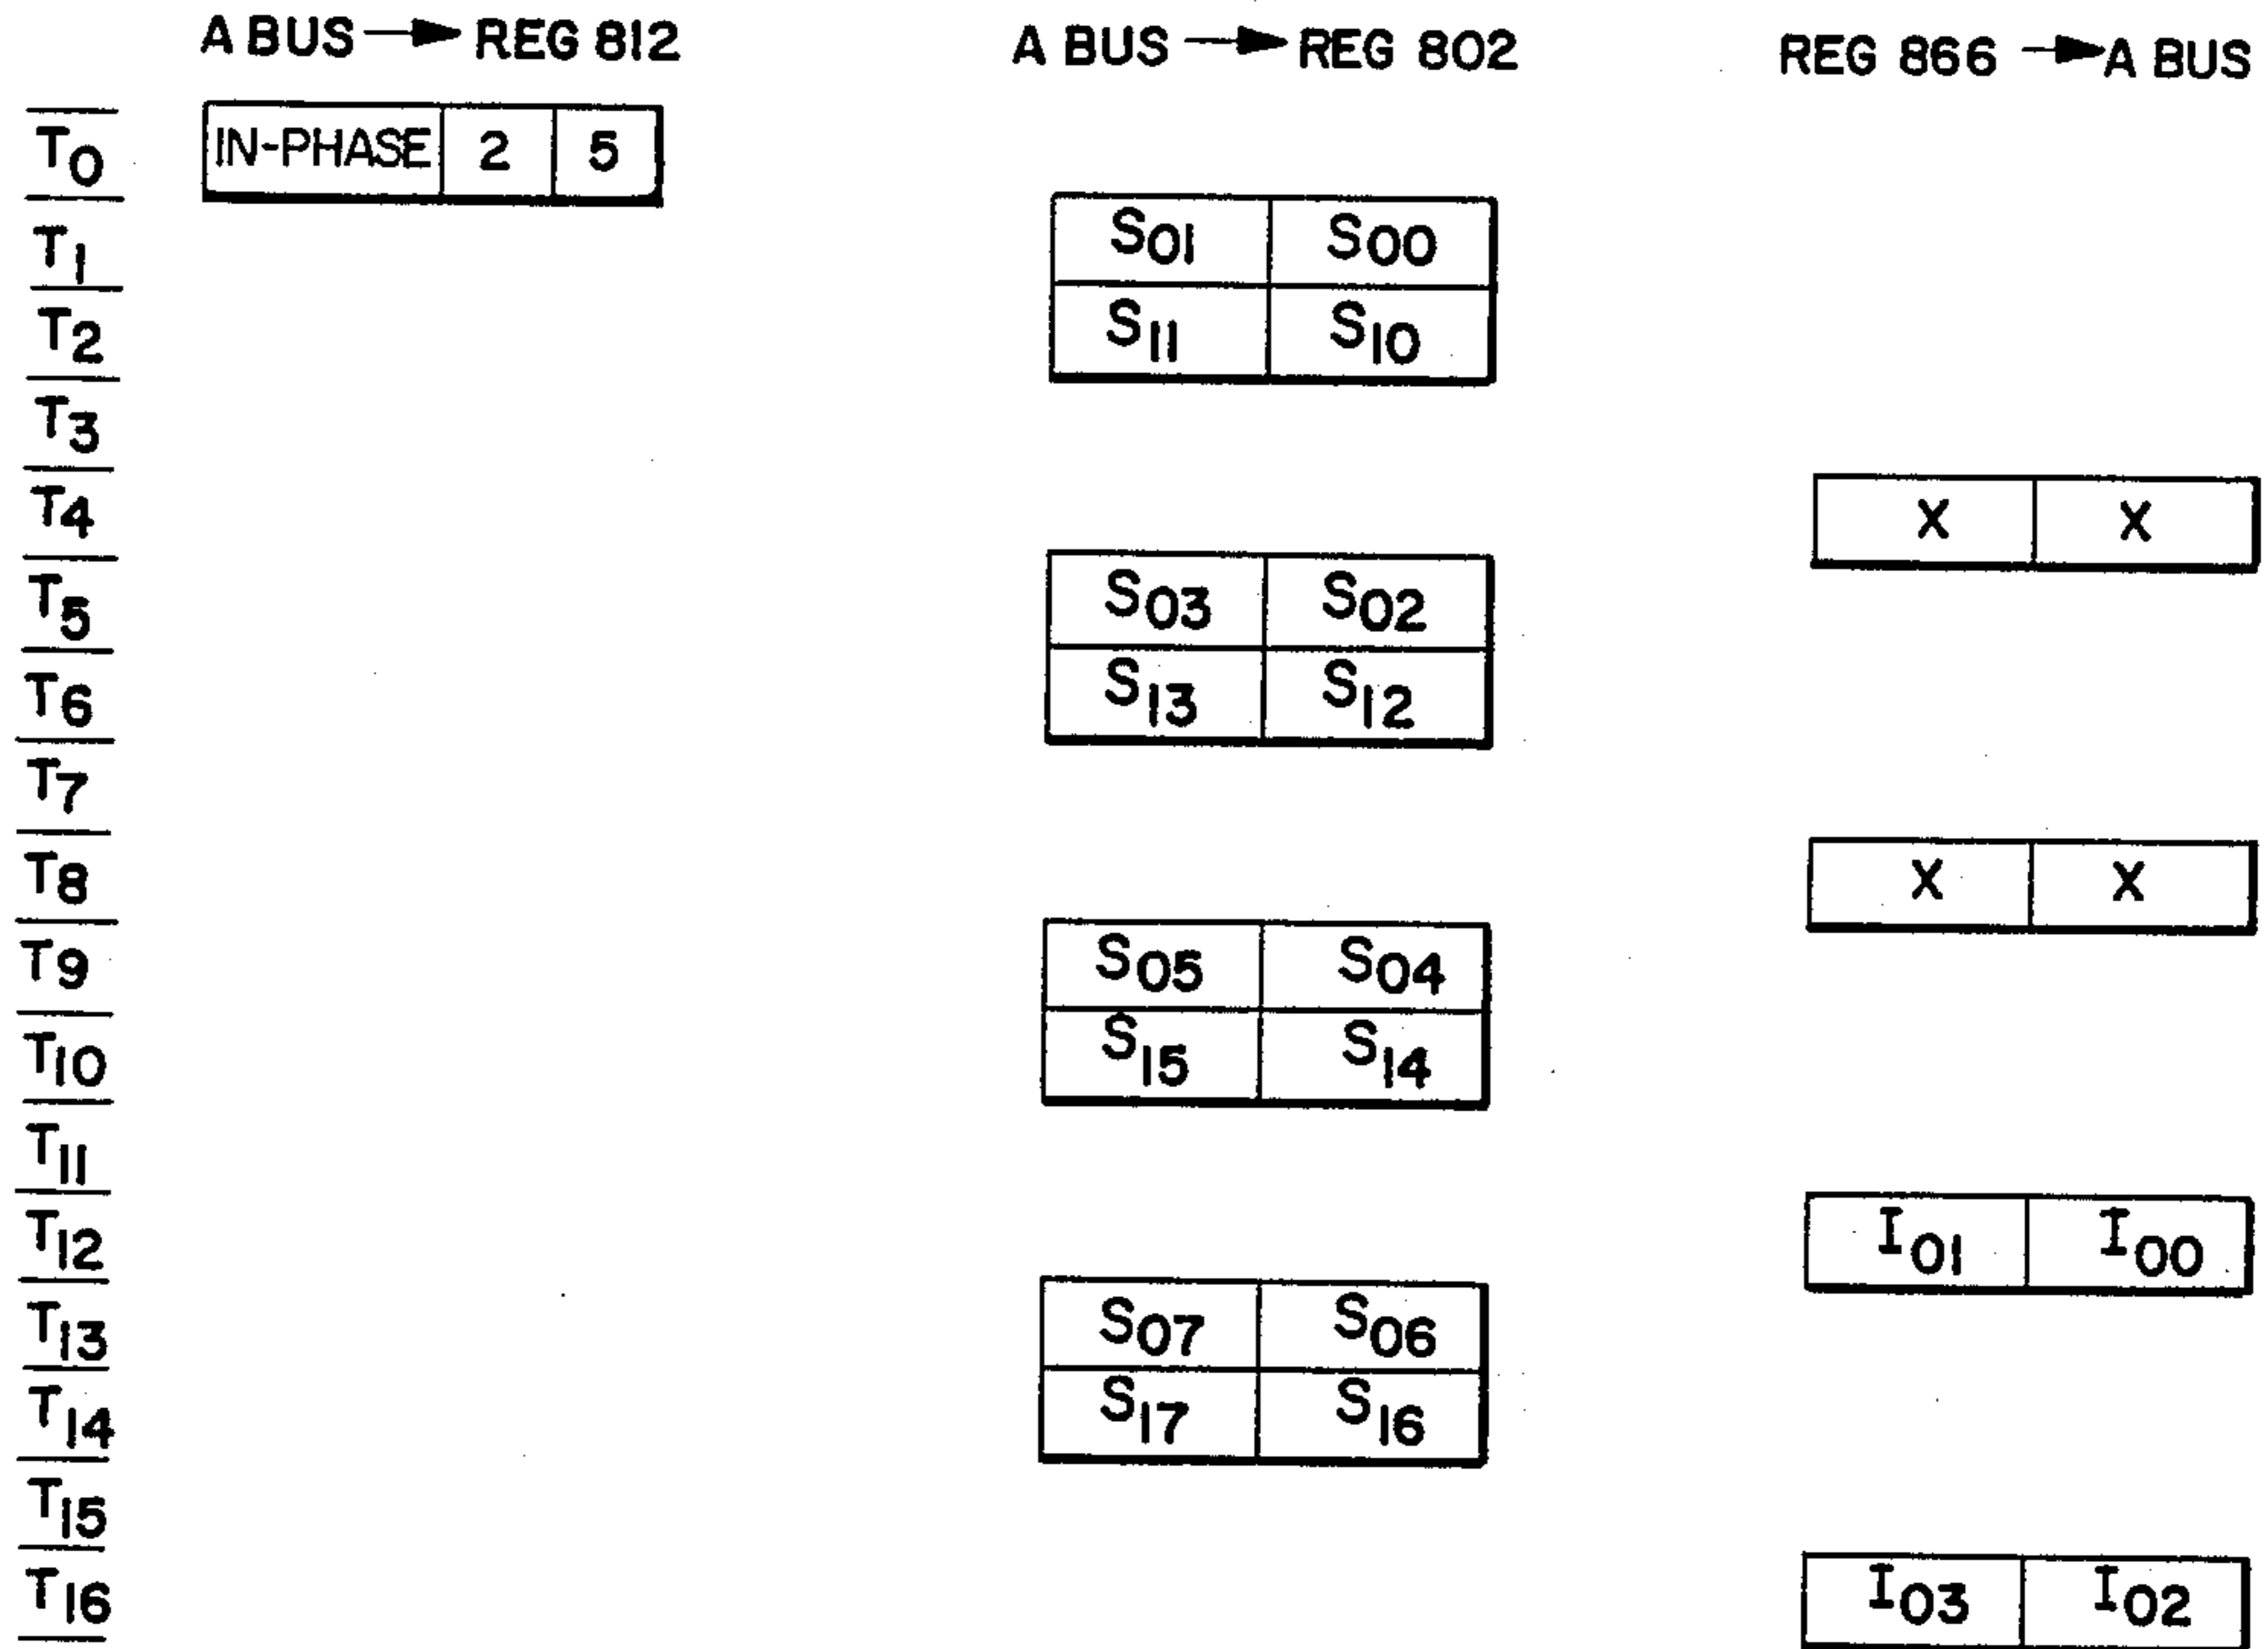 A BUS → REG 812 A BUS → REG 802 REG 866 → A BUS
T0 IN-PHASE 2 5
T1 S01 S00
T2 S11 S10
T3
T4 X X
T5 S03 S02
T6 S13 S12
T7
T8 X X
T9 S05 S04
T10 S15 S14
T11
T12 I01 I00
T13 S07 S06
T14 S17 S16
T15
T16 I03 I02